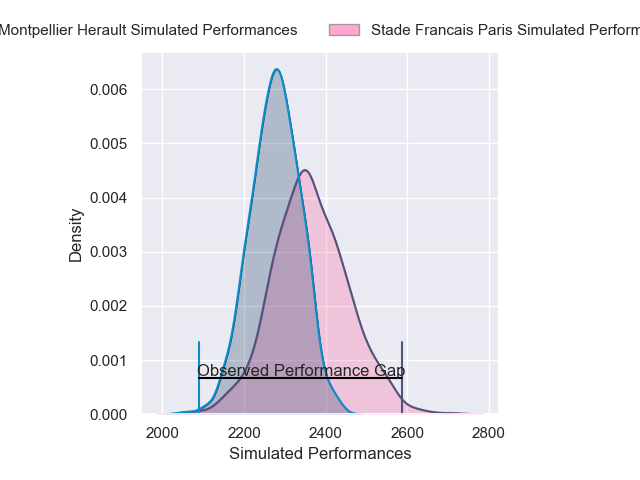 Montpellier Herault Simulated Performances
Stade Francais Paris Simulated Perform
0.006
0.005
0.004
0.003
0.002
0.001
0.000
Density
Observed Performance Gap
2000 2200 2400 2600 2800
Simulated Performances